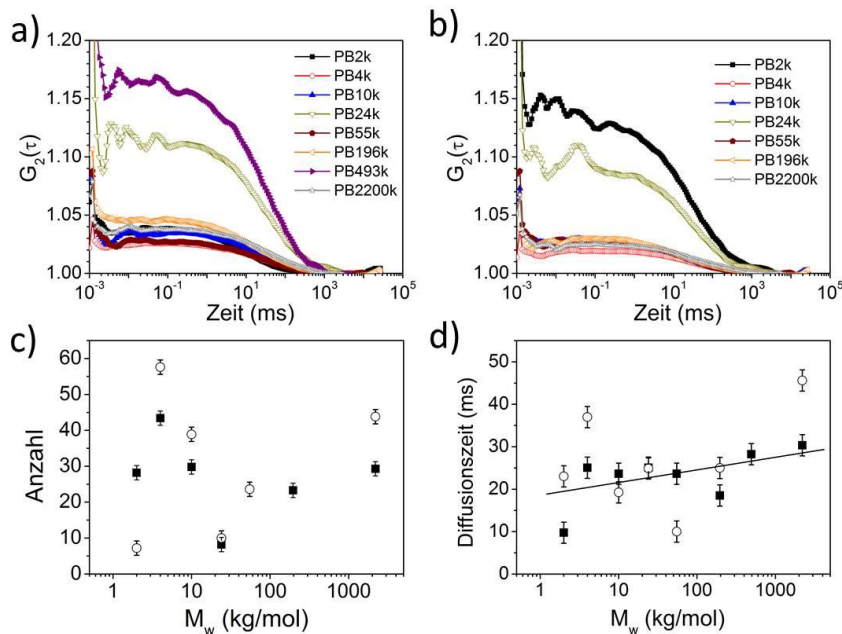 a)
1.20
1.15
1.10
1.05
1.00
G₂(τ)
PB2k
PB4k
PB10k
PB24k
PB55k
PB196k
PB493k
PB2200k
10⁻³ 10⁻¹ 10¹ 10³ 10⁵
Zeit (ms)
b)
1.20
1.15
1.10
1.05
1.00
G₂(τ)
PB2k
PB4k
PB10k
PB24k
PB55k
PB196k
PB2200k
10⁻³ 10⁻¹ 10¹ 10³ 10⁵
Zeit (ms)
c)
60
50
40
30
20
10
0
Anzahl
1 10 100 1000
M_w (kg/mol)
d)
50
40
30
20
10
0
Diffusionszeit (ms)
1 10 100 1000
M_w (kg/mol)